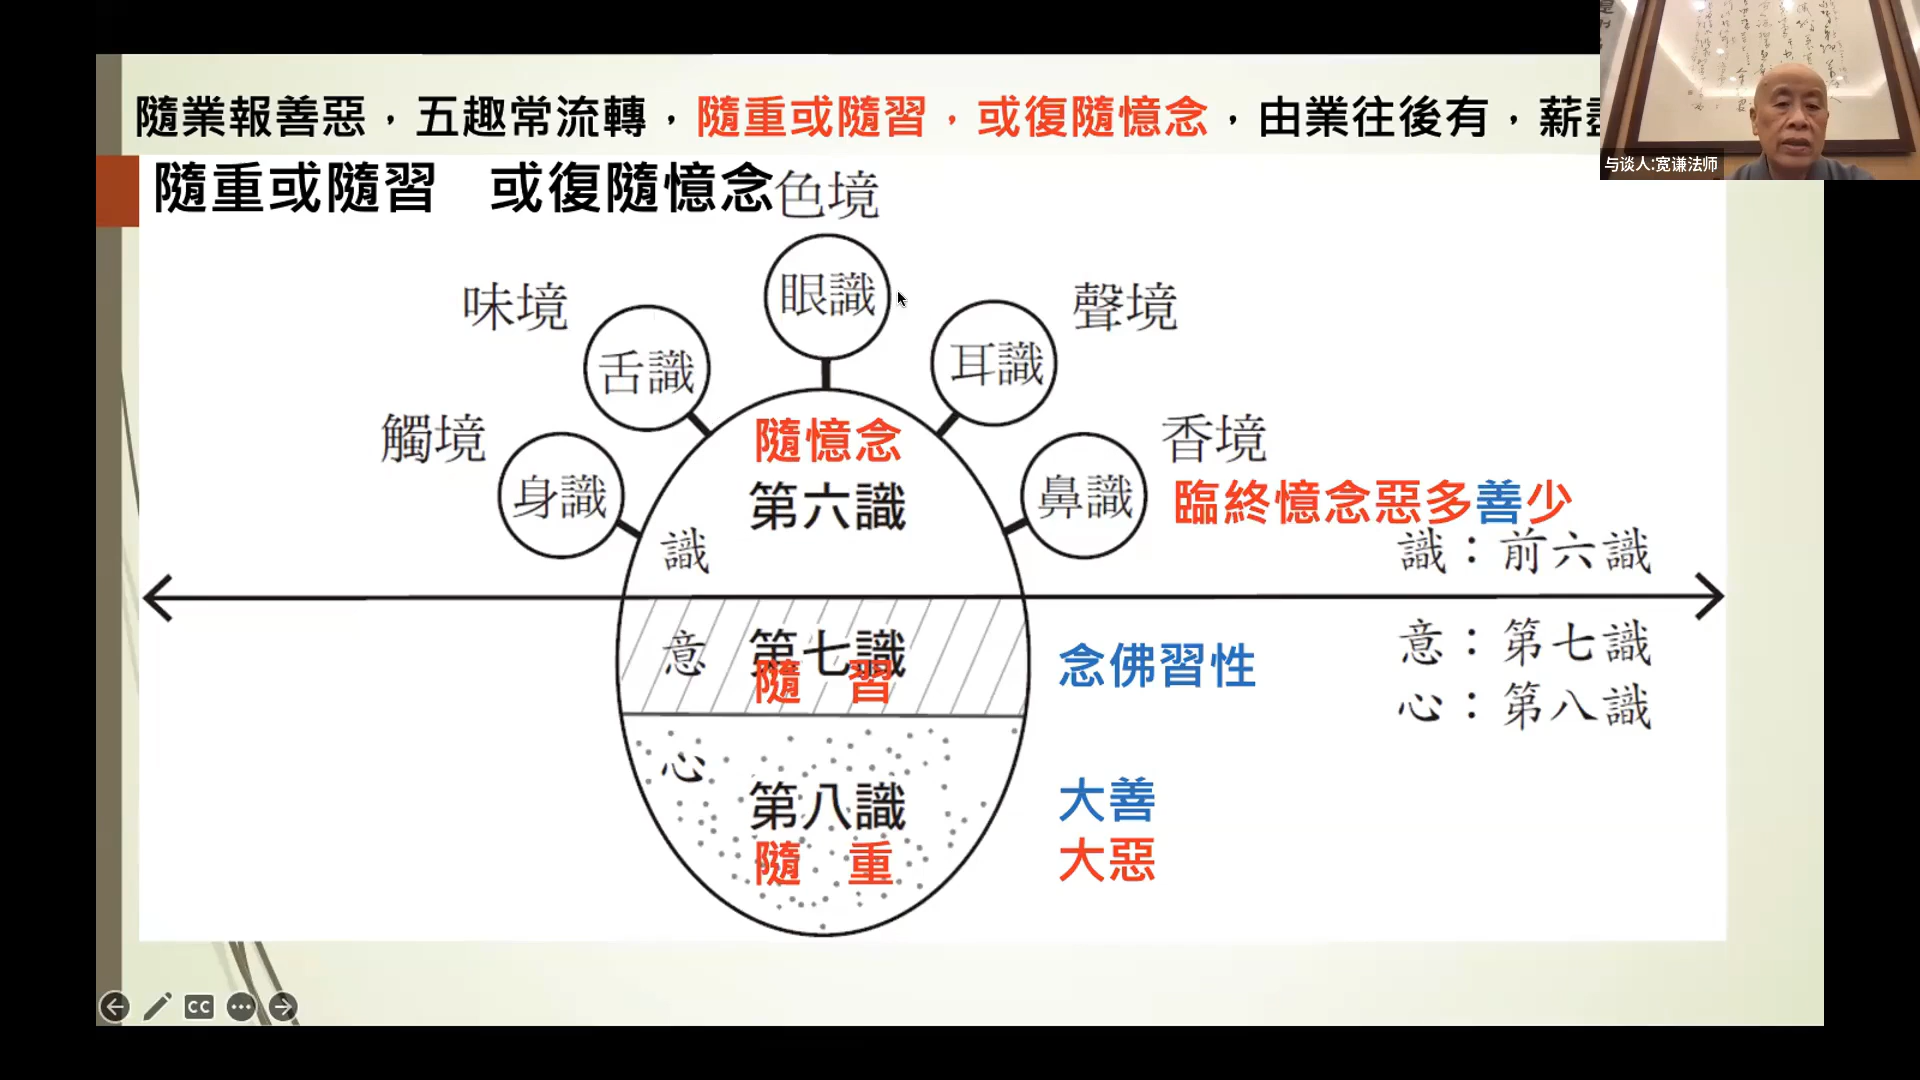 隨業報善惡，五趣常流轉，隨重或隨習，或復隨憶念，由業往後有，薪
与谈人:宽谦法师
隨重或隨習 或復隨憶念
色境
眼識
味境
舌識
聲境
耳識
觸境
身識
香境
鼻識
隨憶念
第六識
識
臨終憶念惡多善少
識：前六識
意
第七識
隨 習
念佛習性
意：第七識
心：第八識
心
第八識
隨 重
大善
大惡
CC